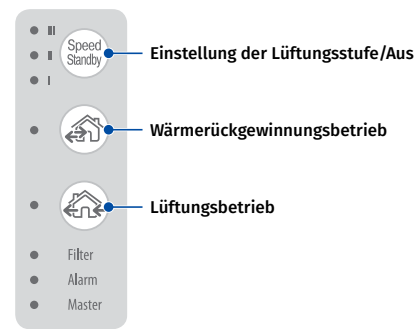 III
II
I
Speed
Standby
Einstellung der Lüftungsstufe/Aus
Wärmerückgewinnungsbetrieb
Lüftungsbetrieb
Filter
Alarm
Master